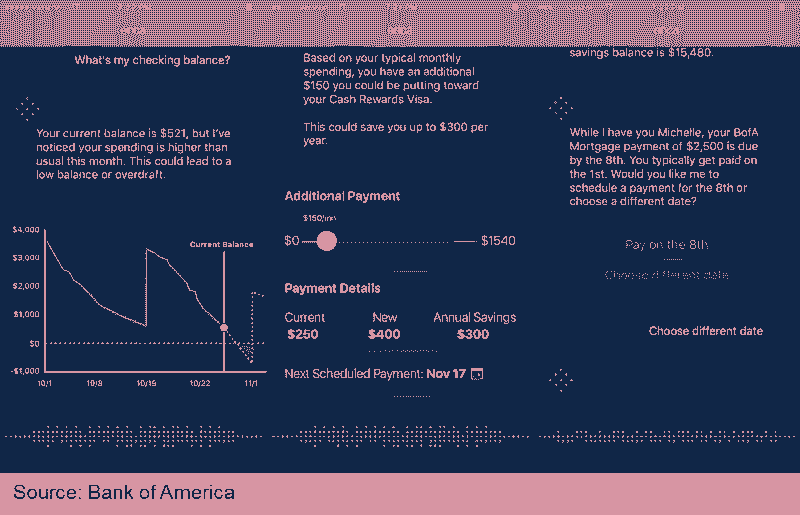 What's my checking balance?
Your current balance is $521, but I've
noticed your spending is higher than
usual this month. This could lead to a
low balance or overdraft.
$4,000
$3,000
$2,000
$1,000
$0
-$1,000
Current Balance
10/1
10/8
10/15
10/22
11/1
Based on your typical monthly
spending, you have an additional
$150 you could be putting toward
your Cash Rewards Visa.
This could save you up to $300 per
year.
Additional Payment
$150/mo
$0
$1540
Payment Details
Current
New
Annual Savings
$250
$400
$300
Next Scheduled Payment: Nov 17
savings balance is $15,480.
While I have you Michelle, your BofA
Mortgage payment of $2,500 is due
by the 8th. You typically get paid on
the 1st. Would you like me to
schedule a payment for the 8th or
choose a different date?
Pay on the 8th
Choose different date
Choose different date
Source: Bank of America